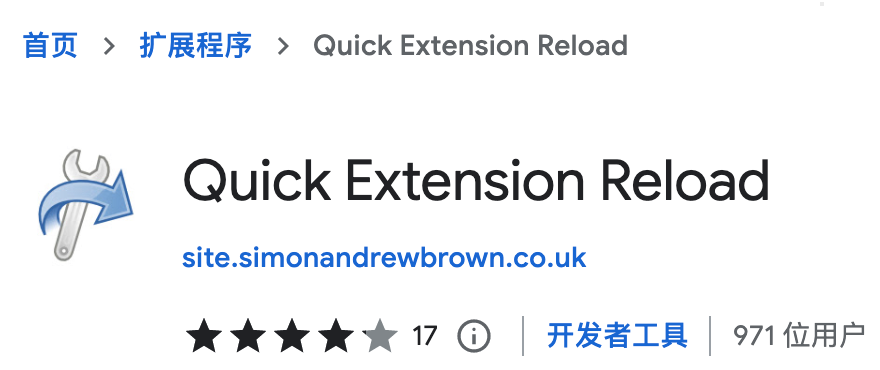 首页 > 扩展程序 > Quick Extension Reload
Quick Extension Reload
site.simonandrewbrown.co.uk
17 开发者工具 971 位用户